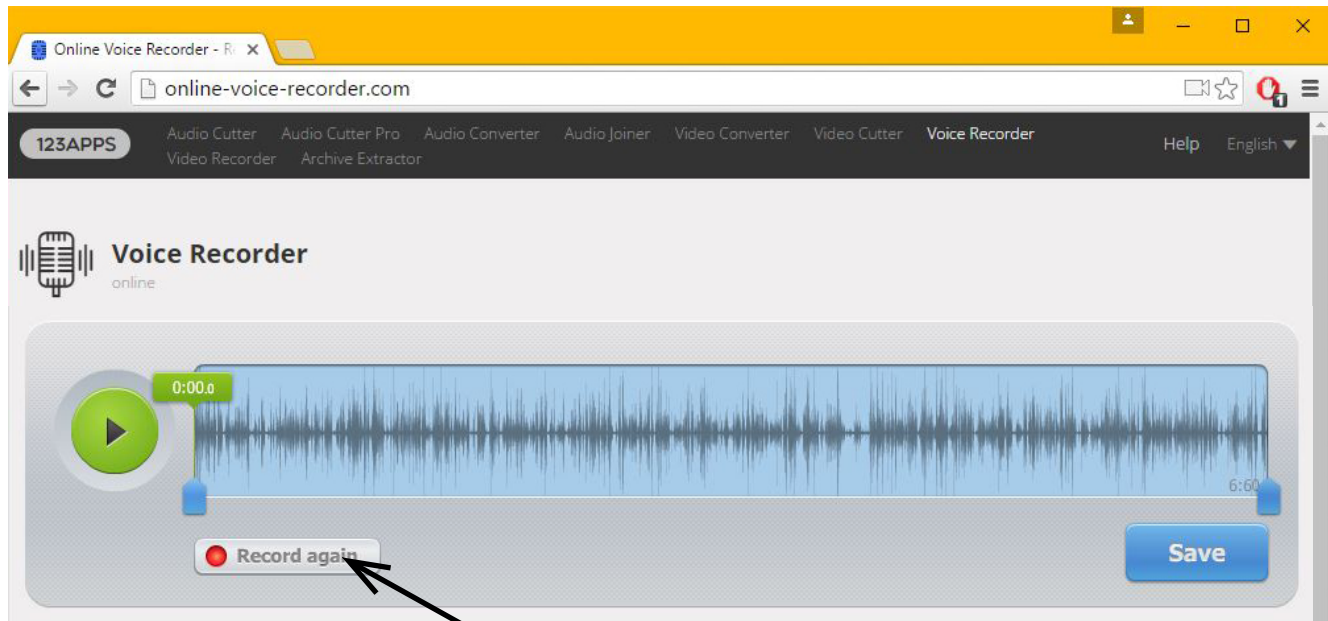 Online Voice Recorder - R
online-voice-recorder.com
1
123APPS
Audio Cutter Audio Cutter Pro Audio Converter Audio Joiner Video Converter Video Cutter Voice Recorder
Video Recorder Archive Extractor
Help English
Voice Recorder
online
0:00.0
6:60
Record again
Save